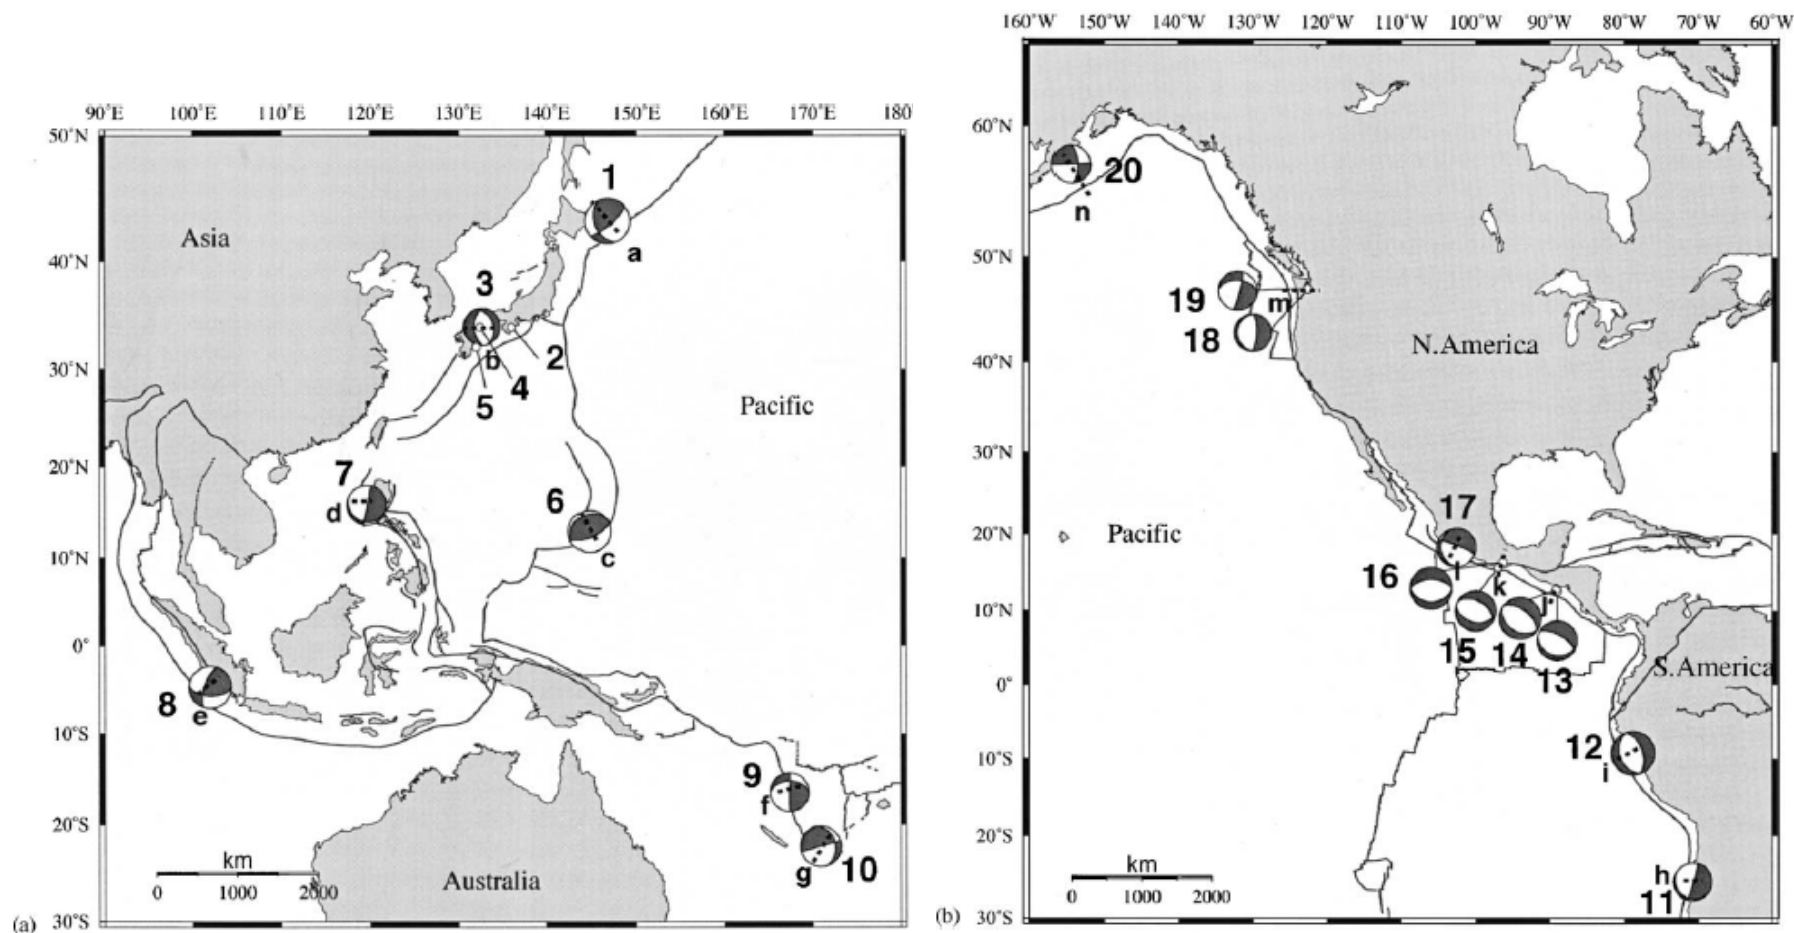 90˚E 100˚E 110˚E 120˚E 130˚E 140˚E 150˚E 160˚E 170˚E 180
50˚N
40˚N
30˚N
20˚N
10˚N
0˚
10˚S
20˚S
30˚S
Asia
Pacific
Australia
1
a
3
b
2
4
5
7
d
6
c
8
e
9
f
g
10
km
0 1000 2000
(a)
160˚W 150˚W 140˚W 130˚W 120˚W 110˚W 100˚W 90˚W 80˚W 70˚W 60˚W
60˚N
50˚N
40˚N
30˚N
20˚N
10˚N
0˚
10˚S
20˚S
30˚S
20
n
19
m
18
N.America
Pacific
17
l
16
k
j
15
14
13
S.America
12
i
h
11
km
0 1000 2000
(b)